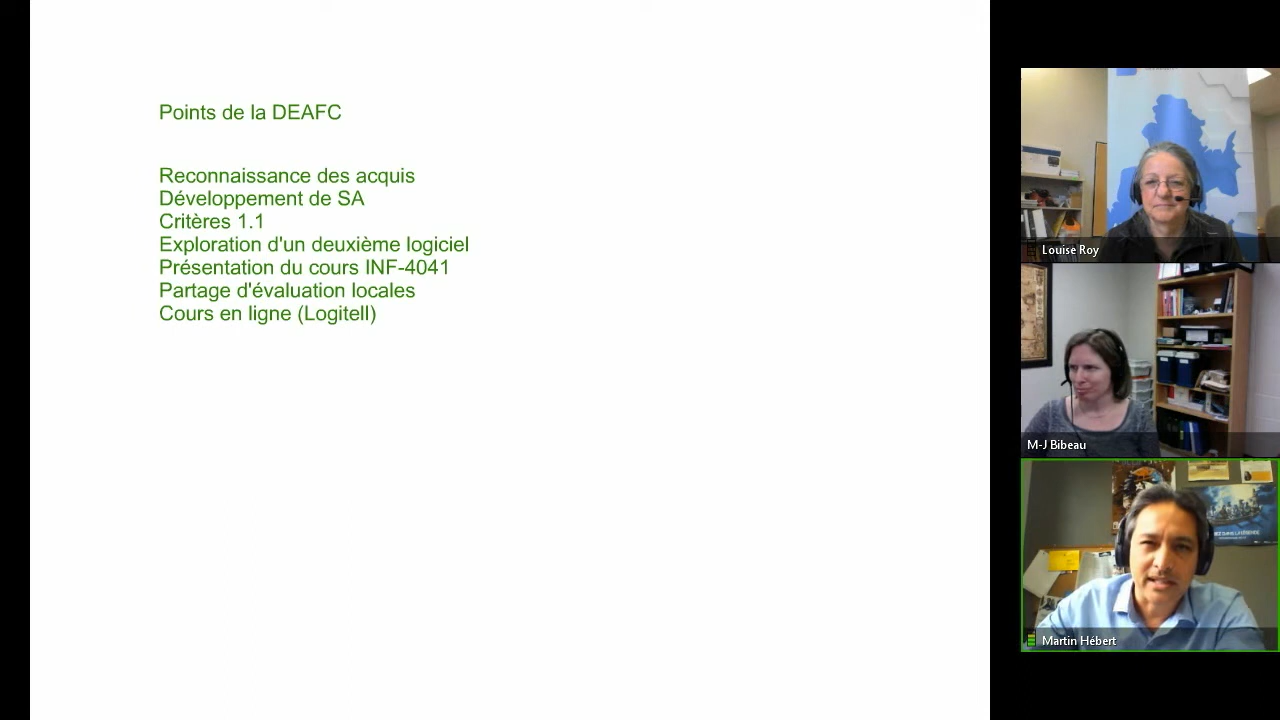 Points de la DEAFC
Reconnaissance des acquis
Développement de SA
Critères 1.1
Exploration d'un deuxième logiciel
Présentation du cours INF-4041
Partage d'évaluation locales
Cours en ligne (Logitell)
Louise Roy
M-J Bibeau
Martin Hébert